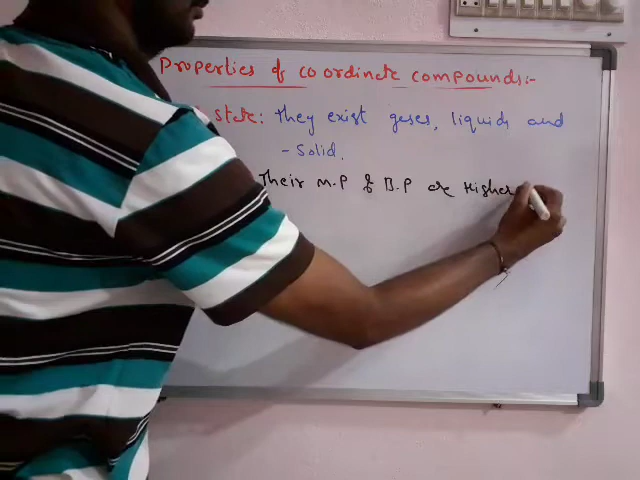 Properties of coordinate compounds:-
state: They exist gases, liquids and
- Solid.
Their M.P & B.P are Higher